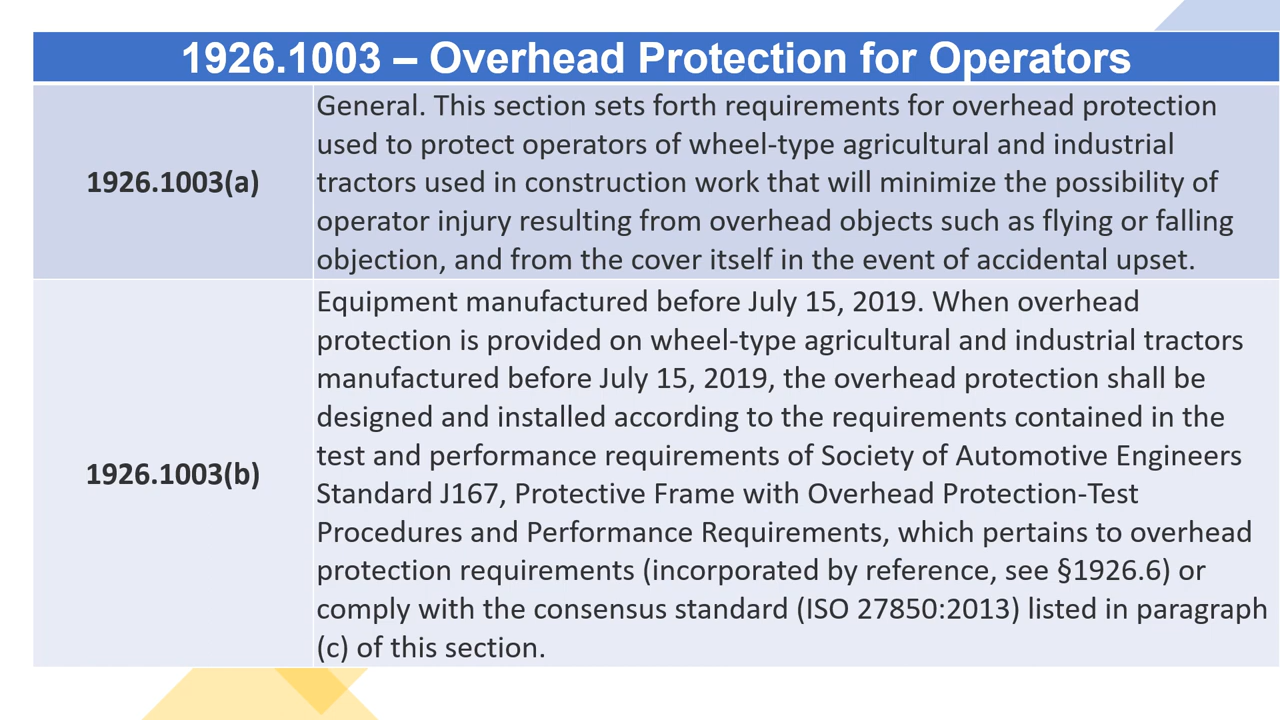 1926.1003 – Overhead Protection for Operators
1926.1003(a)
General. This section sets forth requirements for overhead protection
used to protect operators of wheel-type agricultural and industrial
tractors used in construction work that will minimize the possibility of
operator injury resulting from overhead objects such as flying or falling
objection, and from the cover itself in the event of accidental upset.
1926.1003(b)
Equipment manufactured before July 15, 2019. When overhead
protection is provided on wheel-type agricultural and industrial tractors
manufactured before July 15, 2019, the overhead protection shall be
designed and installed according to the requirements contained in the
test and performance requirements of Society of Automotive Engineers
Standard J167, Protective Frame with Overhead Protection-Test
Procedures and Performance Requirements, which pertains to overhead
protection requirements (incorporated by reference, see §1926.6) or
comply with the consensus standard (ISO 27850:2013) listed in paragraph
(c) of this section.